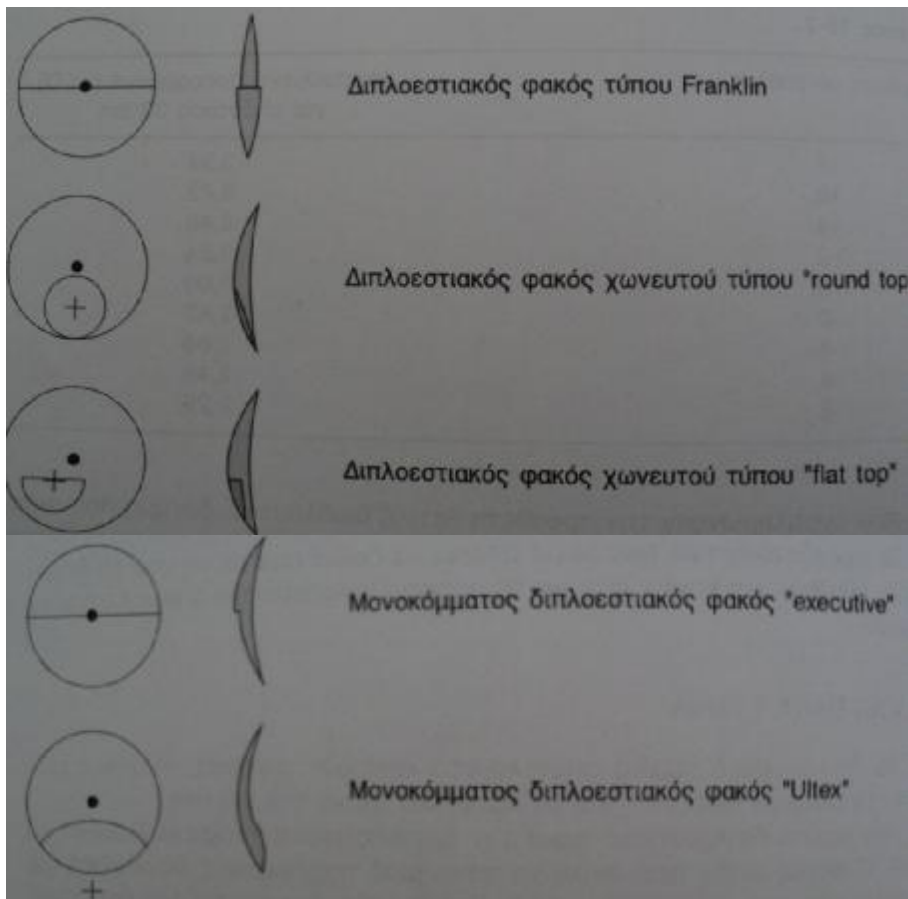 Διπλοεστιακός φακός τύπου Franklin
Διπλοεστιακός φακός χωνευτού τύπου "round top
Διπλοεστιακός φακός χωνευτού τύπου "flat top"
Μονοκόμματος διπλοεστιακός φακός "executive"
Μονοκόμματος διπλοεστιακός φακός "Ultex"